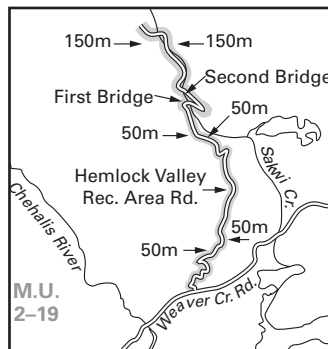 150m
150m
Second Bridge
First Bridge
50m
50m
Hemlock Valley
Rec. Area Rd.
Sakwi Cr.
Chehalis River
50m
50m
M.U.
2–19
Weaver Cr. Rd.